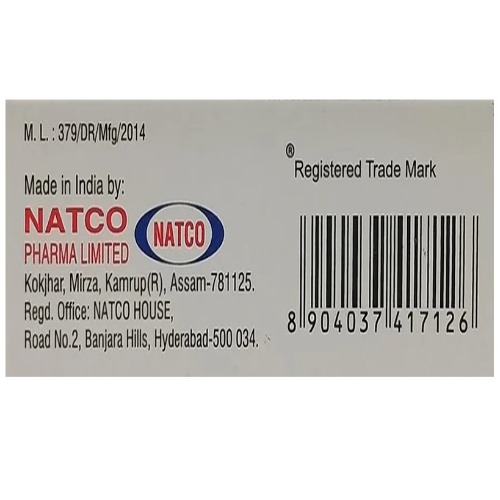 M. L. : 379/DR/Mfg/2014
Made in India by:
NATCO
PHARMA LIMITED
NATCO
Kokjhar, Mirza, Kamrup(R), Assam-781125.
Regd. Office: NATCO HOUSE,
Road No.2, Banjara Hills, Hyderabad-500 034.
® Registered Trade Mark
8 904037 417126